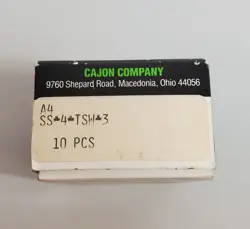 CAJON COMPANY
9760 Shepard Road, Macedonia, Ohio 44056
A4
SS*4*TSW*3
10 PCS